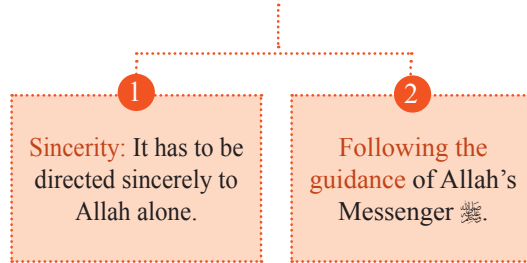 1
Sincerity: It has to be
directed sincerely to
Allah alone.
2
Following the
guidance of Allah’s
Messenger ﷺ.